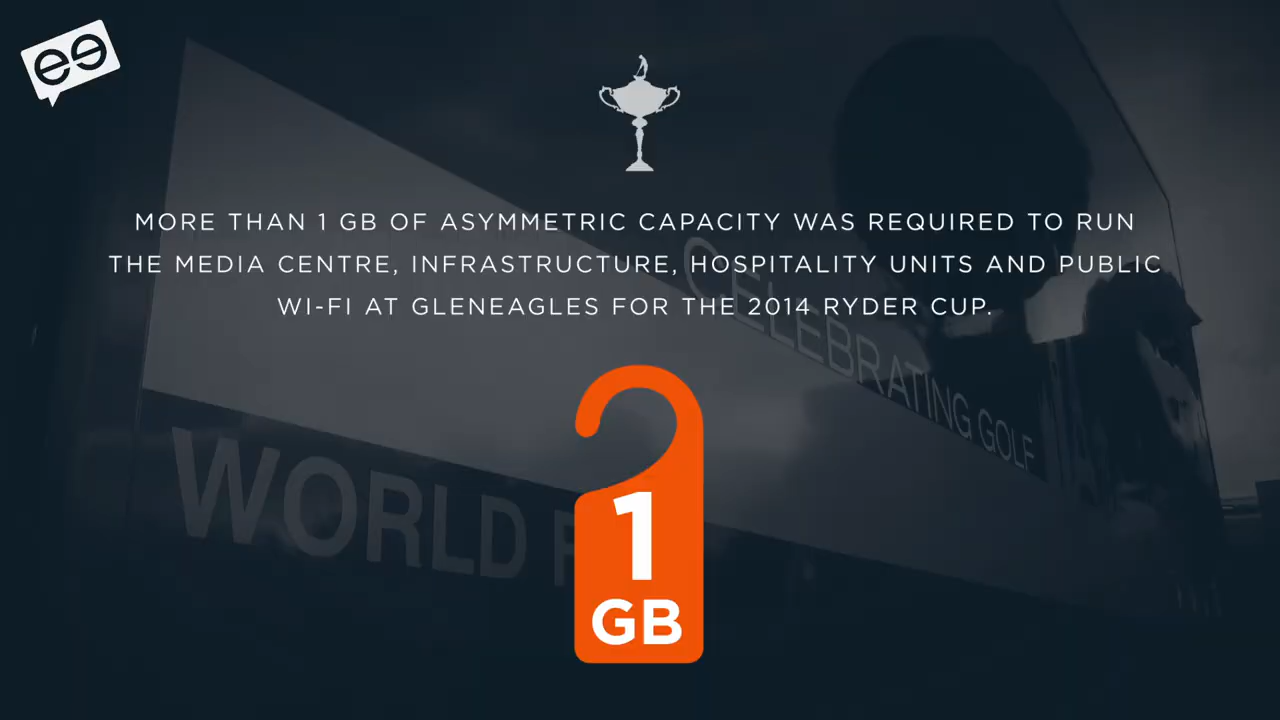 ee
MORE THAN 1 GB OF ASYMMETRIC CAPACITY WAS REQUIRED TO RUN
THE MEDIA CENTRE, INFRASTRUCTURE, HOSPITALITY UNITS AND PUBLIC
WI-FI AT GLENEAGLES FOR THE 2014 RYDER CUP.
CELEBRATING GOLF
WORLD
1
GB